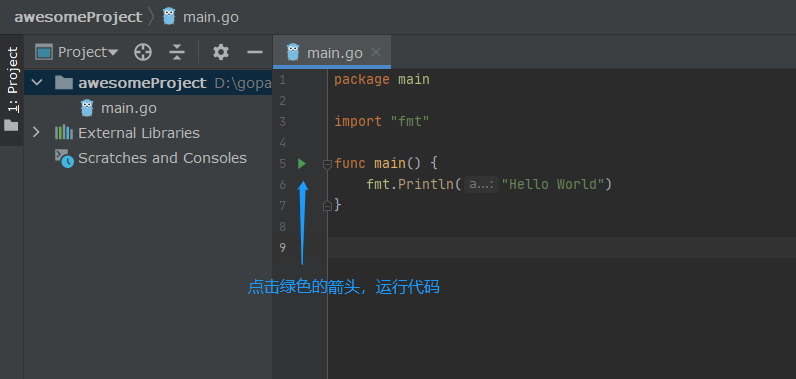 awesomeProject main.go
1: Project
Project
main.go
awesomeProject D:\gopa
main.go
External Libraries
Scratches and Consoles
1 package main
2
3 import "fmt"
4
5 func main() {
6 fmt.Println( a...: "Hello World")
7 }
8
9
点击绿色的箭头，运行代码